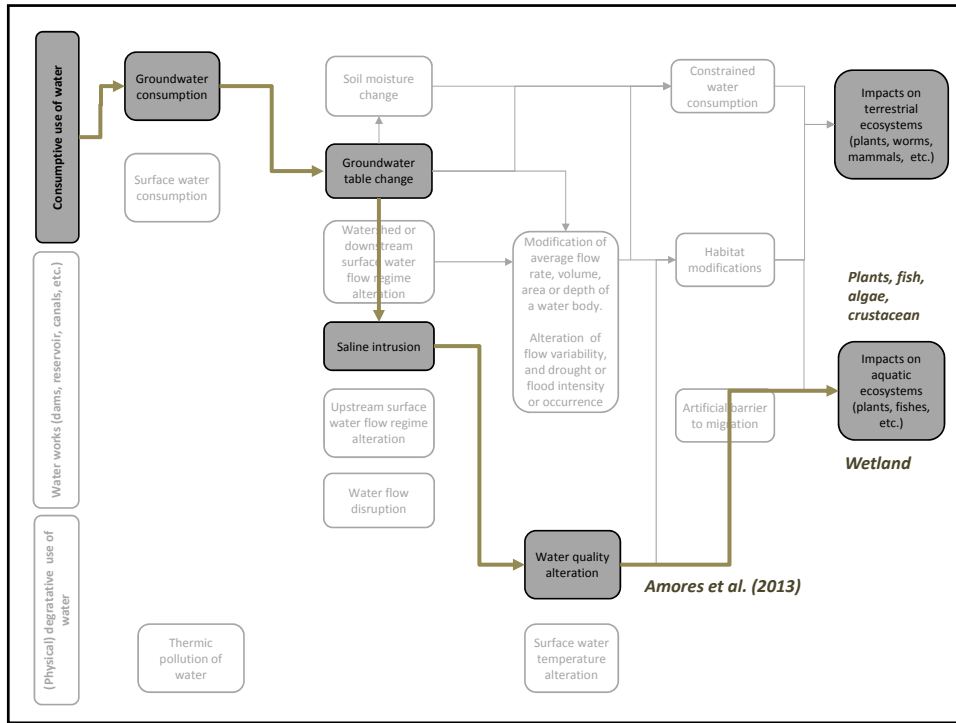 Consumptive use of water
Water works (dams, reservoir, canals, etc.)
(Physical) degratative use of
water
Groundwater
consumption
Surface water
consumption
Thermic
pollution of
water
Soil moisture
change
Groundwater
table change
Watershed or
downstream
surface water
flow regime
alteration
Saline intrusion
Upstream surface
water flow regime
alteration
Water flow
disruption
Modification of
average flow
rate, volume,
area or depth of
a water body.
Alteration of
flow variability,
and drought or
flood intensity
or occurrence
Water quality
alteration
Surface water
temperature
alteration
Constrained
water
consumption
Habitat
modifications
Artificial barrier
to migration
Amores et al. (2013)
Impacts on
terrestrial
ecosystems
(plants, worms,
mammals, etc.)
Plants, fish,
algae,
crustacean
Impacts on
aquatic
ecosystems
(plants, fishes,
etc.)
Wetland